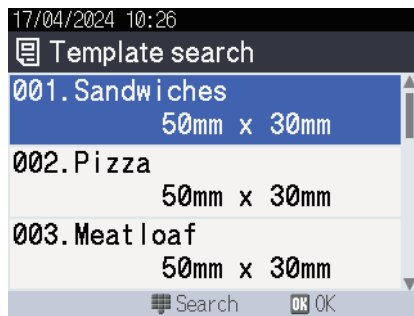 17/04/2024 10:26
Template search
001.Sandwiches
50mm x 30mm
002.Pizza
50mm x 30mm
003.Meatloaf
50mm x 30mm
Search OK OK